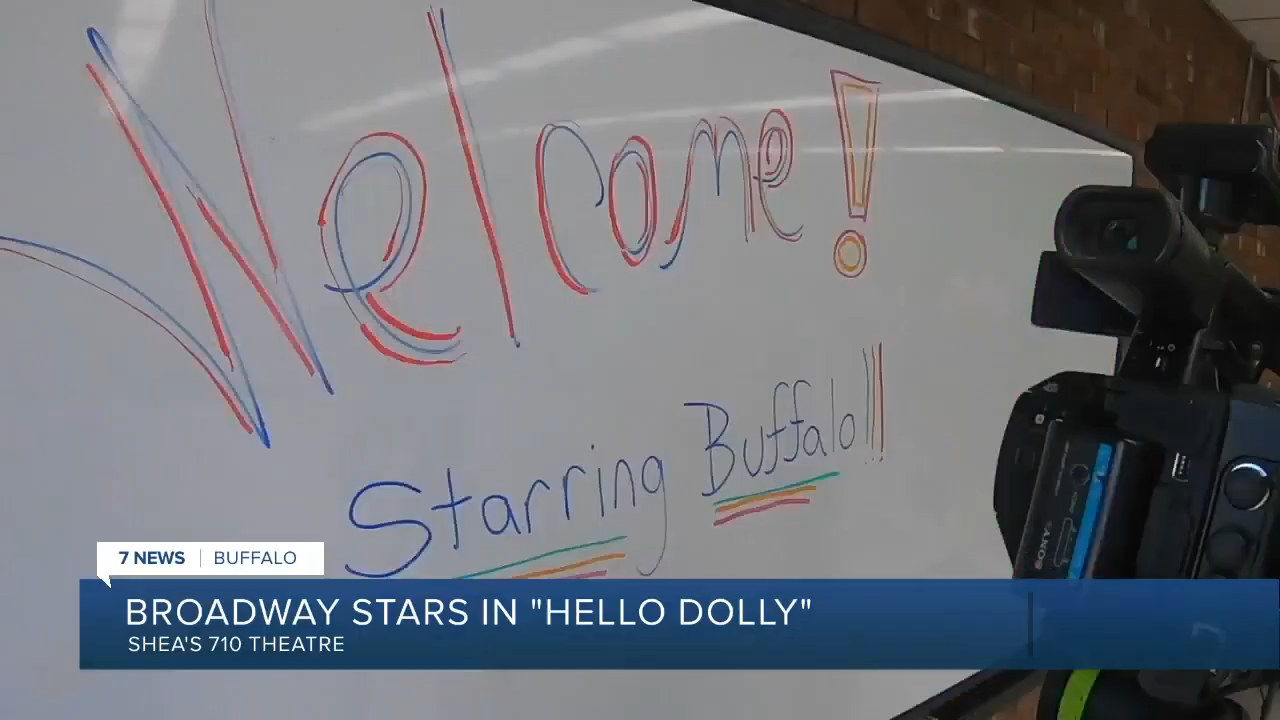 Welcome!
Starring Buffalo!!!
7 NEWS | BUFFALO
BROADWAY STARS IN "HELLO DOLLY"
SHEA'S 710 THEATRE
SONY